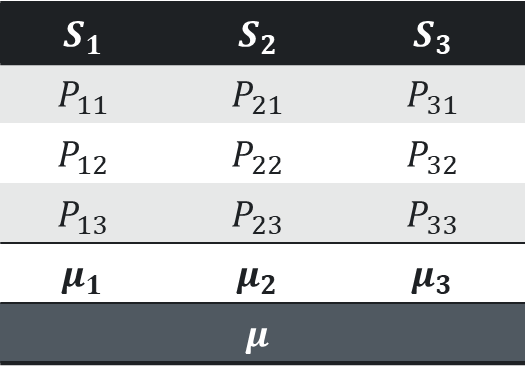 S₁ S₂ S₃
P₁₁ P₂₁ P₃₁
P₁₂ P₂₂ P₃₂
P₁₃ P₂₃ P₃₃
μ₁ μ₂ μ₃
μ